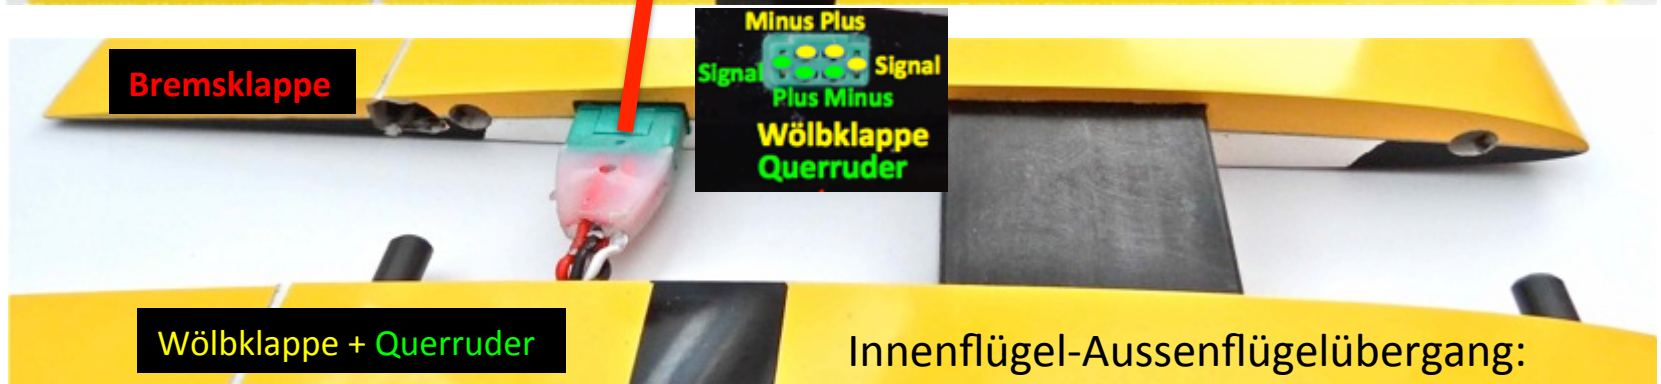 Minus Plus
Bremsklappe
Signal Signal
Plus Minus
Wölbklappe
Querruder
Wölbklappe + Querruder
Innenflügel-Aussenflügelübergang: